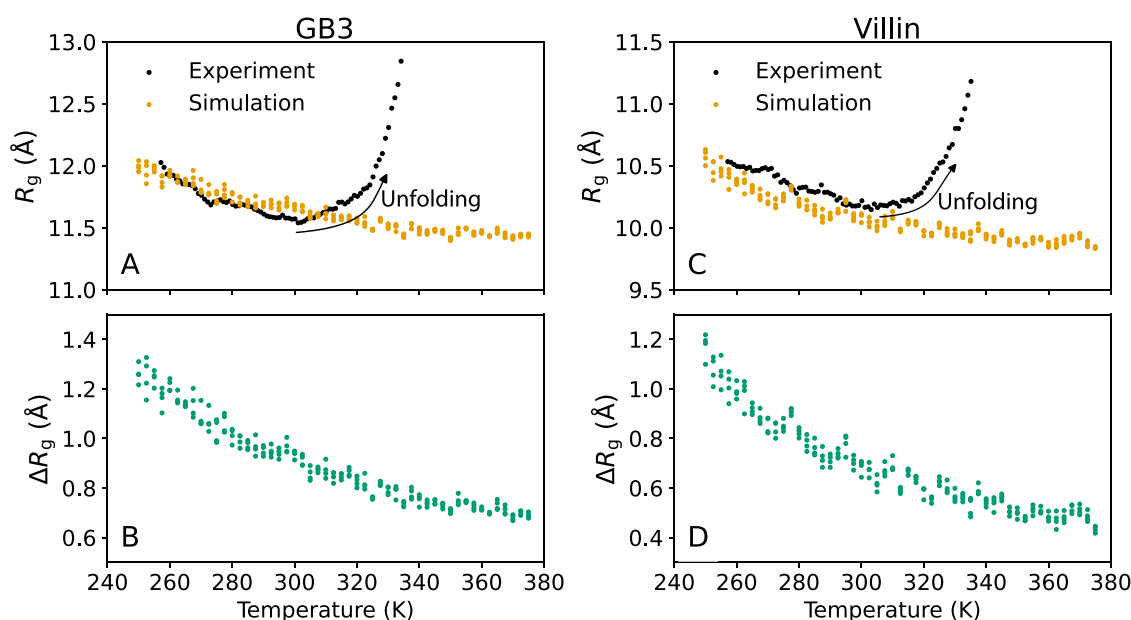 GB3
13.0
12.5
12.0
11.5
11.0
R_g (Å)
Experiment
Simulation
Unfolding
A
Villin
11.5
11.0
10.5
10.0
9.5
R_g (Å)
Experiment
Simulation
Unfolding
C
1.4
1.2
1.0
0.8
0.6
ΔR_g (Å)
B
240 260 280 300 320 340 360 380
Temperature (K)
1.2
1.0
0.8
0.6
0.4
ΔR_g (Å)
D
240 260 280 300 320 340 360 380
Temperature (K)